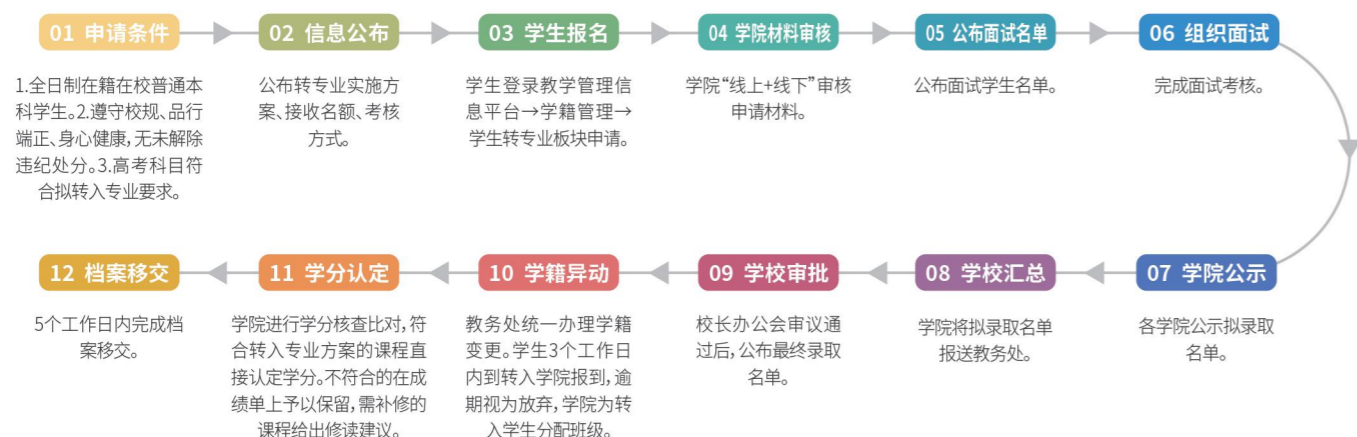 01 申请条件
1.全日制在籍在校普通本
科学生。2.遵守校规、品行
端正、身心健康,无未解除
违纪处分。3.高考科目符
合拟转入专业要求。
02 信息公布
公布转专业实施方
案、接收名额、考核
方式。
03 学生报名
学生登录教学管理信
息平台→学籍管理→
学生转专业板块申请。
04 学院材料审核
学院“线上+线下”审核
申请材料。
05 公布面试名单
公布面试学生名单。
06 组织面试
完成面试考核。
07 学院公示
各学院公示拟录取
名单。
08 学校汇总
学院将拟录取名单
报送教务处。
09 学校审批
校长办公会审议通
过后,公布最终录取
名单。
10 学籍异动
教务处统一办理学籍
变更。学生3个工作日
内到转入学院报到,逾
期视为放弃,学院为转
入学生分配班级。
11 学分认定
学院进行学分核查比对,符
合转入专业方案的课程直
接认定学分。不符合的在成
绩单上予以保留,需补修的
课程给出修读建议。
12 档案移交
5个工作日内完成档
案移交。